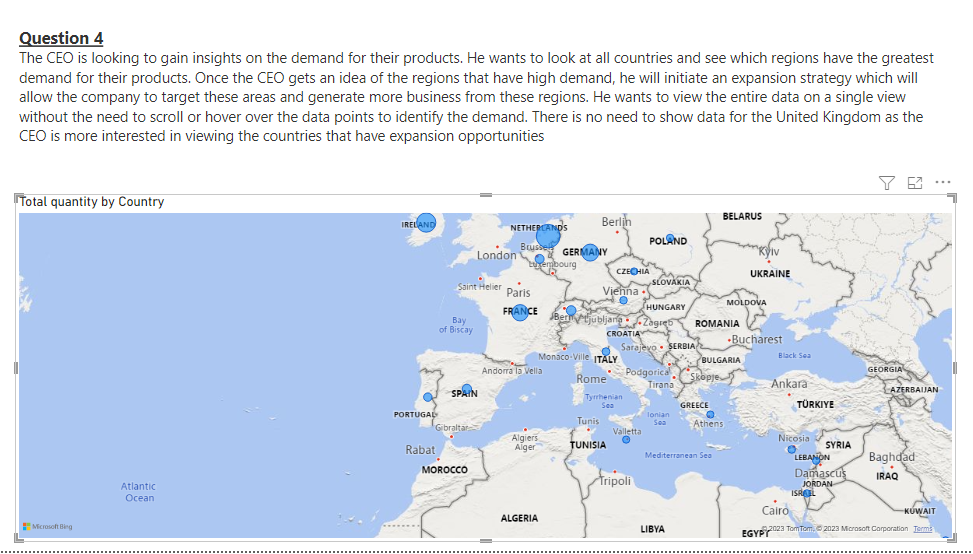 Question 4
The CEO is looking to gain insights on the demand for their products. He wants to look at all countries and see which regions have the greatest
demand for their products. Once the CEO gets an idea of the regions that have high demand, he will initiate an expansion strategy which will
allow the company to target these areas and generate more business from these regions. He wants to view the entire data on a single view
without the need to scroll or hover over the data points to identify the demand. There is no need to show data for the United Kingdom as the
CEO is more interested in viewing the countries that have expansion opportunities
Total quantity by Country
IRELAND
NETHERLANDS
Berlin
BELARUS
London
Brussels
GERMANY
POLAND
Kyiv
Luxembourg
CZECHIA
UKRAINE
Saint Helier
Paris
SLOVAKIA
Vienna
FRANCE
HUNGARY
MOLDOVA
Bay
of Biscay
Bern
Ljubljana
Zagreb
ROMANIA
CROATIA
Bucharest
Monaco-Ville
ITALY
Sarajevo
SERBIA
Black Sea
Andorra la Vella
BULGARIA
GEORGIA
Rome
Podgorica
Skopje
Tirana
Ankara
AZERBAIJAN
SPAIN
Tyrrhenian
Sea
GREECE
TÜRKIYE
PORTUGAL
Ionian
Sea
Athens
Gibraltar
Tunis
Valletta
Algiers
Alger
TUNISIA
Nicosia
SYRIA
Rabat
Mediterranean Sea
LEBANON
Baghdad
MOROCCO
Damascus
IRAQ
Tripoli
JORDAN
Atlantic
Ocean
ISRAEL
Cairo
KUWAIT
ALGERIA
LIBYA
EGYPT
Microsoft Bing
© 2023 TomTom, © 2023 Microsoft Corporation Terms